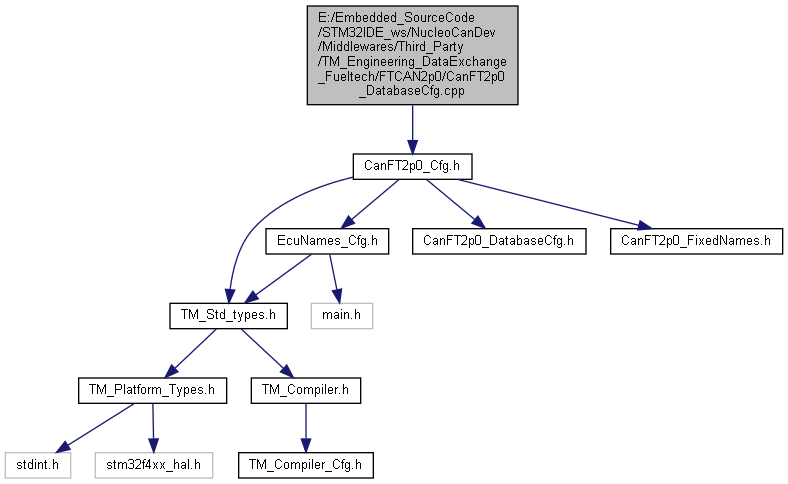 E:/Embedded_SourceCode
/STM32IDE_ws/NucleoCanDev
/Middlewares/Third_Party
/TM_Engineering_DataExchange
_Fueltech/FTCAN2p0/CanFT2p0
_DatabaseCfg.cpp
CanFT2p0_Cfg.h
EcuNames_Cfg.h
CanFT2p0_DatabaseCfg.h
CanFT2p0_FixedNames.h
TM_Std_types.h
main.h
TM_Platform_Types.h
TM_Compiler.h
stdint.h
stm32f4xx_hal.h
TM_Compiler_Cfg.h